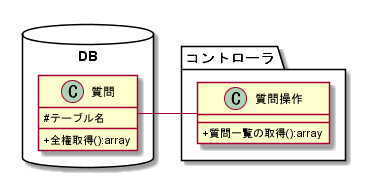 DB
C 質問
#テーブル名
+全権取得():array
コントローラ
C 質問操作
+質問一覧の取得():array